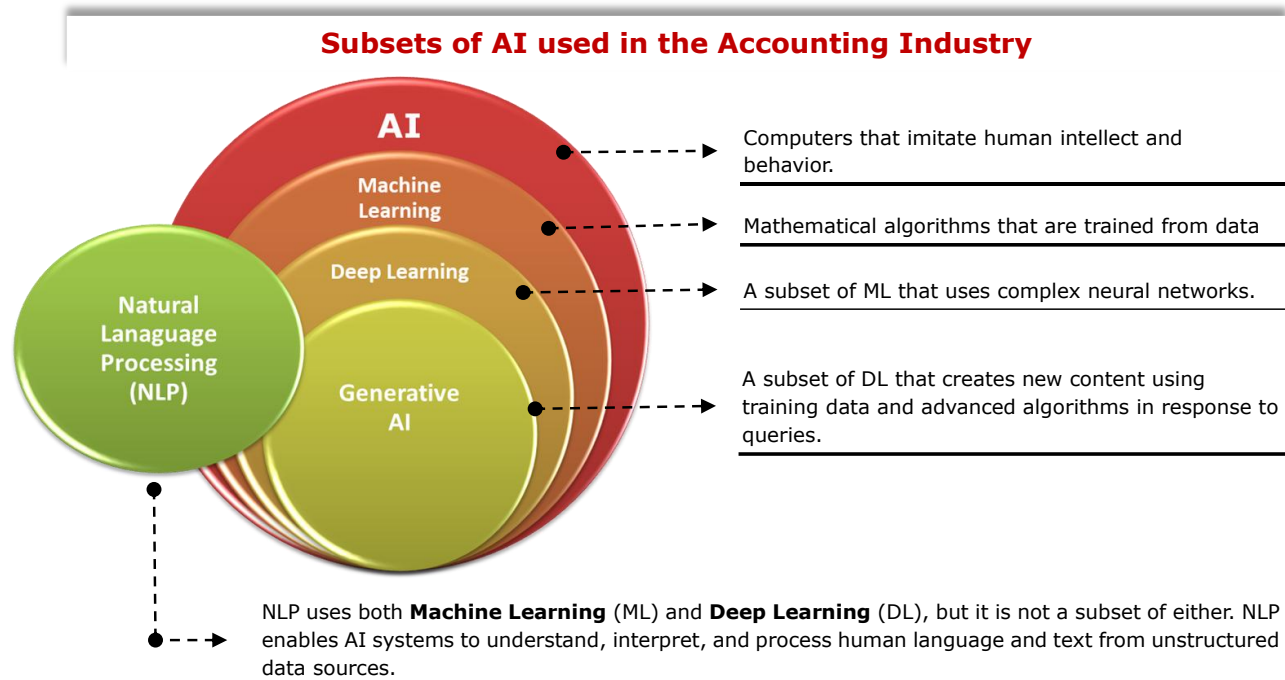 Subsets of AI used in the Accounting Industry
AI
Machine
Learning
Deep Learning
Generative
AI
Natural
Lanaguage
Processing
(NLP)
Computers that imitate human intellect and
behavior.
Mathematical algorithms that are trained from data
A subset of ML that uses complex neural networks.
A subset of DL that creates new content using
training data and advanced algorithms in response to
queries.
NLP uses both Machine Learning (ML) and Deep Learning (DL), but it is not a subset of either. NLP
enables AI systems to understand, interpret, and process human language and text from unstructured
data sources.